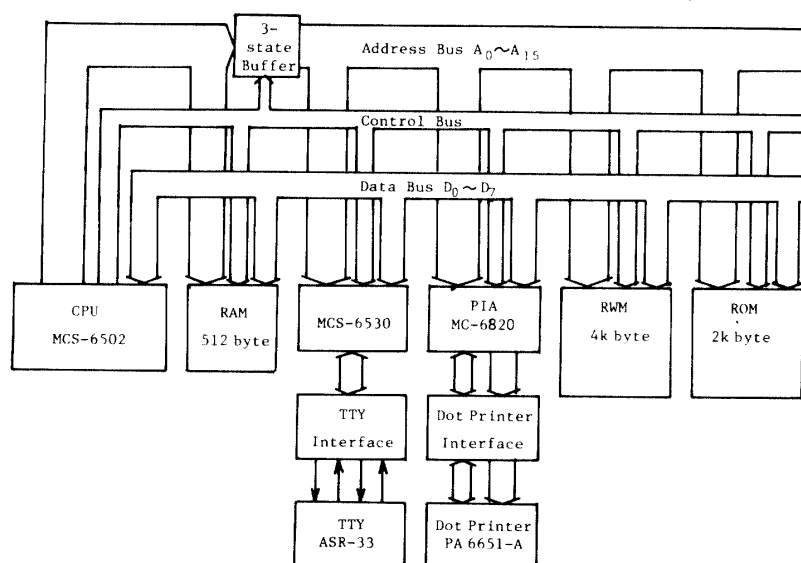 3-
state
Buffer
Address Bus A₀~A₁₅
Control Bus
Data Bus D₀~D₇
CPU
MCS-6502
RAM
512 byte
MCS-6530
PIA
MC-6820
RWM
4k byte
ROM
2k byte
TTY
Interface
Dot Printer
Interface
TTY
ASR-33
Dot Printer
PA 6651-A